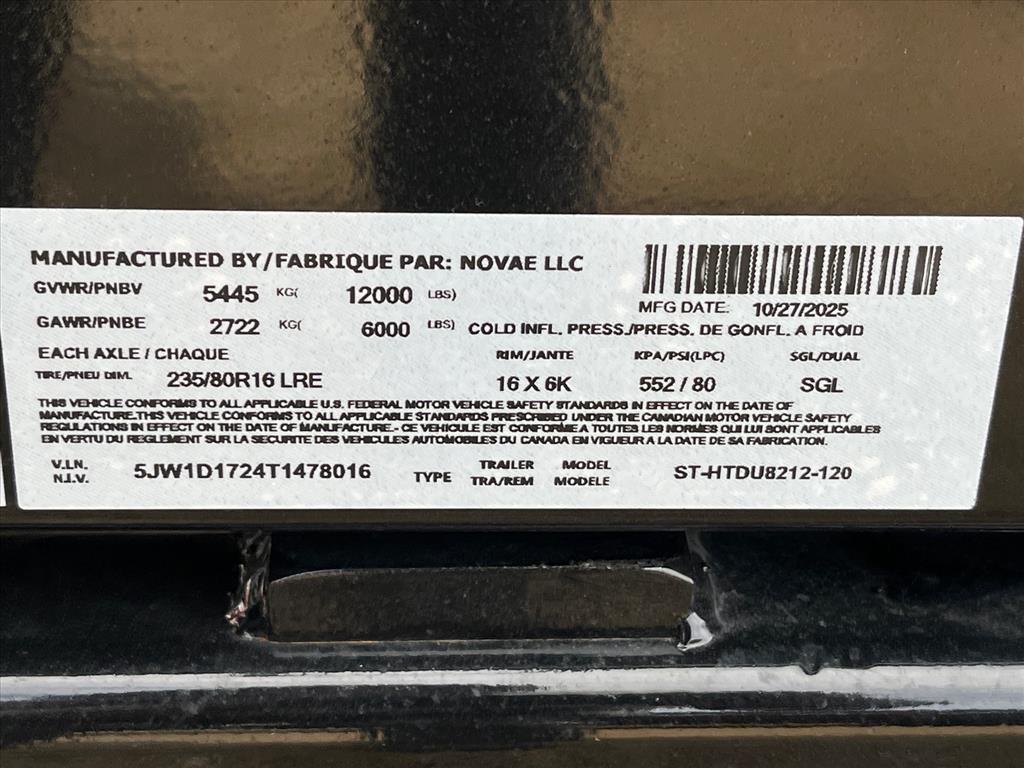 MANUFACTURED BY/FABRIQUE PAR: NOVAE LLC
GVWR/PNBV 5445 KG( 12000 LBS)
MFG DATE: 10/27/2025
GAWR/PNBE 2722 KG( 6000 LBS) COLD INFL. PRESS./PRESS. DE GONFL. A FROID
EACH AXLE / CHAQUE RIM/JANTE KPA/PSI(LPC) SGL/DUAL
TIRE/PNEU DIM. 235/80R16 LRE 16 X 6K 552 / 80 SGL
THIS VEHICLE CONFORMS TO ALL APPLICABLE U.S. FEDERAL MOTOR VEHICLE SAFETY STANDARDS IN EFFECT ON THE DATE OF
MANUFACTURE.THIS VEHICLE CONFORMS TO ALL APPLICABLE STANDARDS PRESCRIBED UNDER THE CANADIAN MOTOR VEHICLE SAFETY
REGULATIONS IN EFFECT ON THE DATE OF MANUFACTURE.- CE VEHICULE EST CONFORME A TOUTES LES NORMES QUI LUI SONT APPLICABLES
EN VERTU DU REGLEMENT SUR LA SECURITE DES VEHICULES AUTOMOBILES DU CANADA EN VIGUEUR A LA DATE DE SA FABRICATION.
V.I.N. 5JW1D1724T1478016 TYPE TRAILER MODEL ST-HTDU8212-120
N.I.V. TRA/REM MODELE